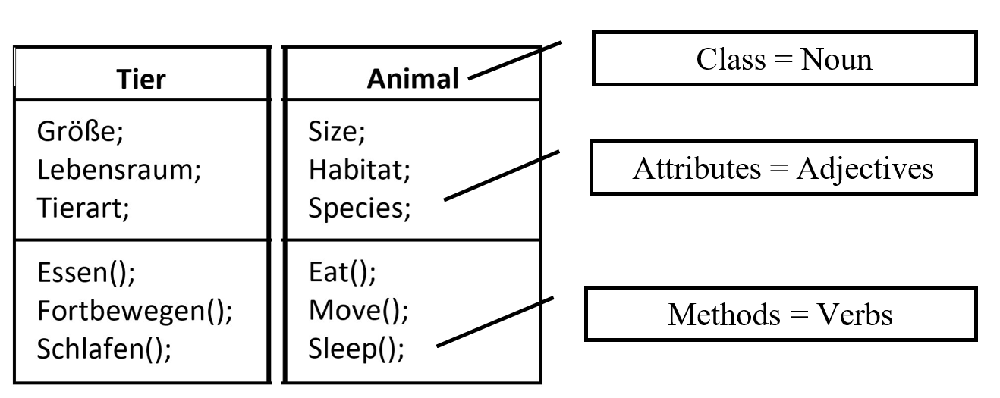 Tier
Größe;
Lebensraum;
Tierart;
Essen();
Fortbewegen();
Schlafen();
Animal
Size;
Habitat;
Species;
Eat();
Move();
Sleep();
Class = Noun
Attributes = Adjectives
Methods = Verbs